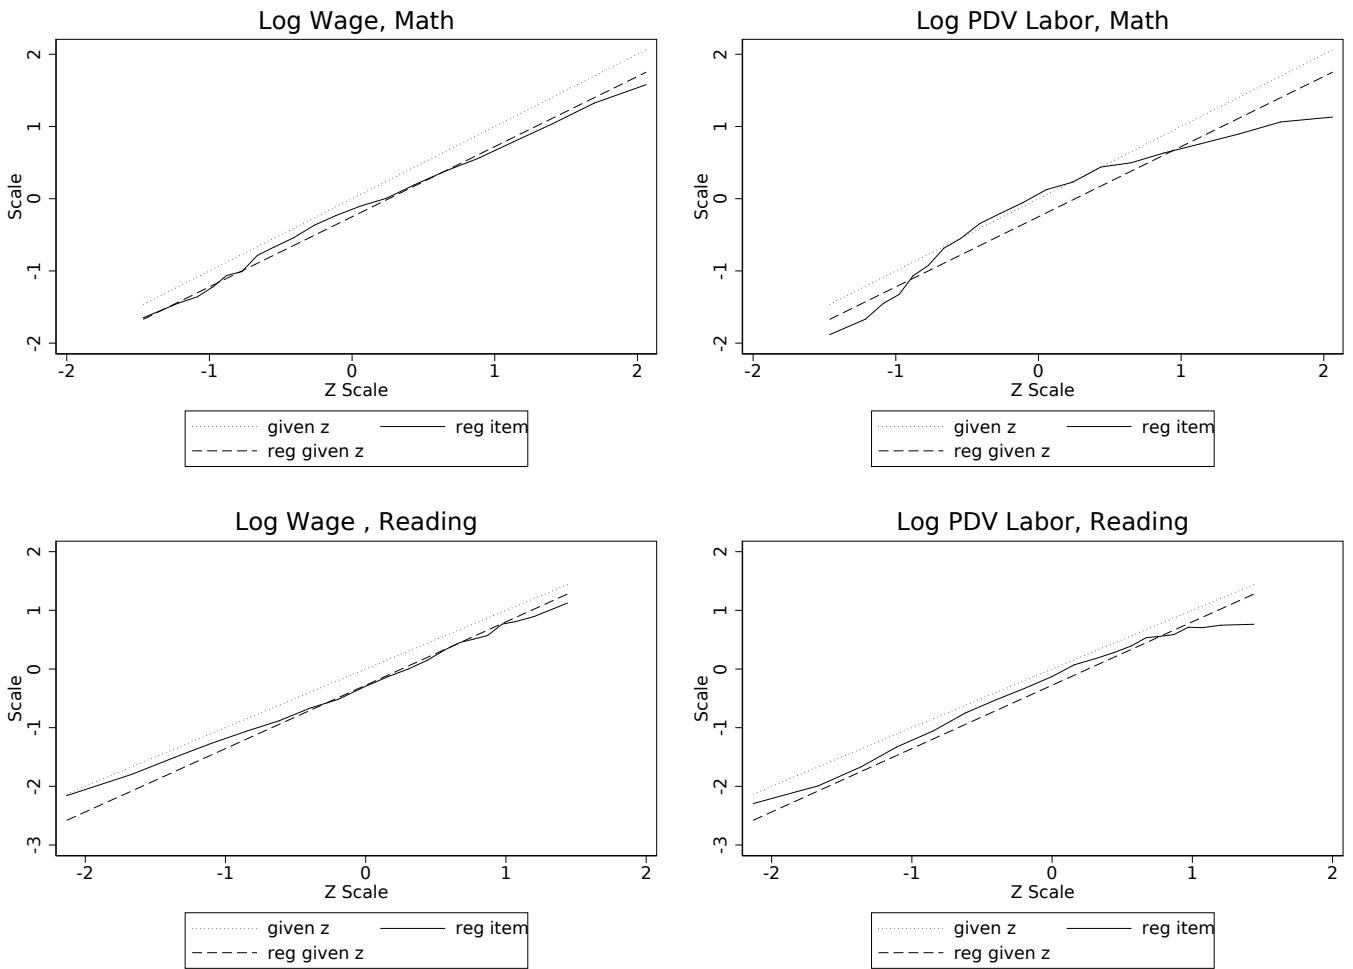 Log Wage, Math
Scale
2
1
0
-1
-2
-2 -1 0 1 2
Z Scale
given z reg item
reg given z
Log PDV Labor, Math
Scale
2
1
0
-1
-2
-2 -1 0 1 2
Z Scale
given z reg item
reg given z
Log Wage , Reading
Scale
2
1
0
-1
-2
-3
-2 -1 0 1 2
Z Scale
given z reg item
reg given z
Log PDV Labor, Reading
Scale
2
1
0
-1
-2
-3
-2 -1 0 1 2
Z Scale
given z reg item
reg given z